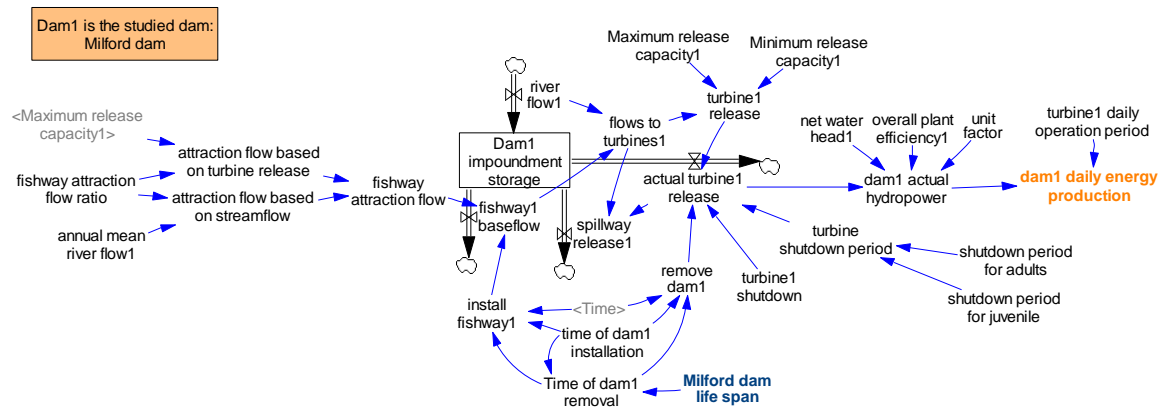 Dam1 is the studied dam:
Milford dam
Maximum release
capacity1
Minimum release
capacity1
river
flow1
turbine1
release
<Maximum release
capacity1>
flows to
turbines1
net water
head1
overall plant
efficiency1
unit
factor
turbine1 daily
operation period
Dam1
impoundment
storage
attraction flow based
on turbine release
fishway attraction
flow ratio
attraction flow based
on streamflow
fishway
attraction flow
fishway1
baseflow
actual turbine1
release
dam1 actual
hydropower
dam1 daily energy
production
annual mean
river flow1
spillway
release1
turbine
shutdown period
shutdown period
for adults
remove
dam1
turbine1
shutdown
shutdown period
for juvenile
install
fishway1
<Time>
time of dam1
installation
Time of dam1
removal
Milford dam
life span